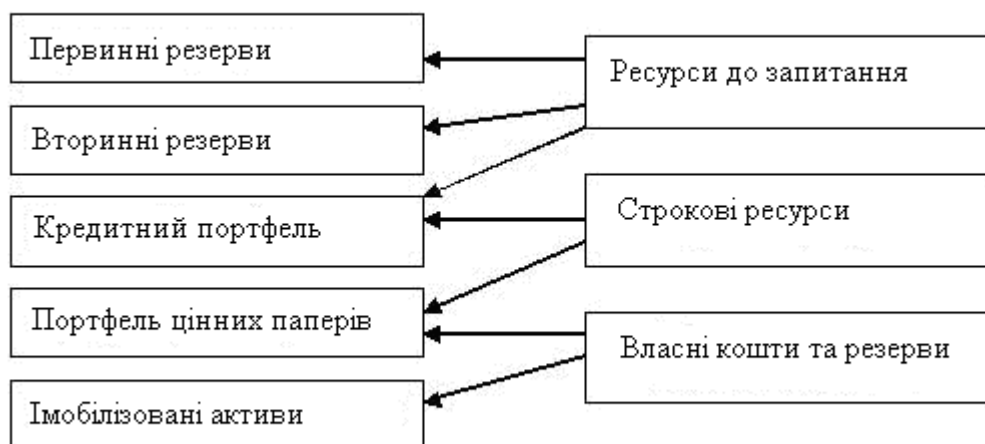 Первинні резерви
Вторинні резерви
Кредитний портфель
Портфель цінних паперів
Імобілізовані активи
Ресурси до запитання
Строкові ресурси
Власні кошти та резерви